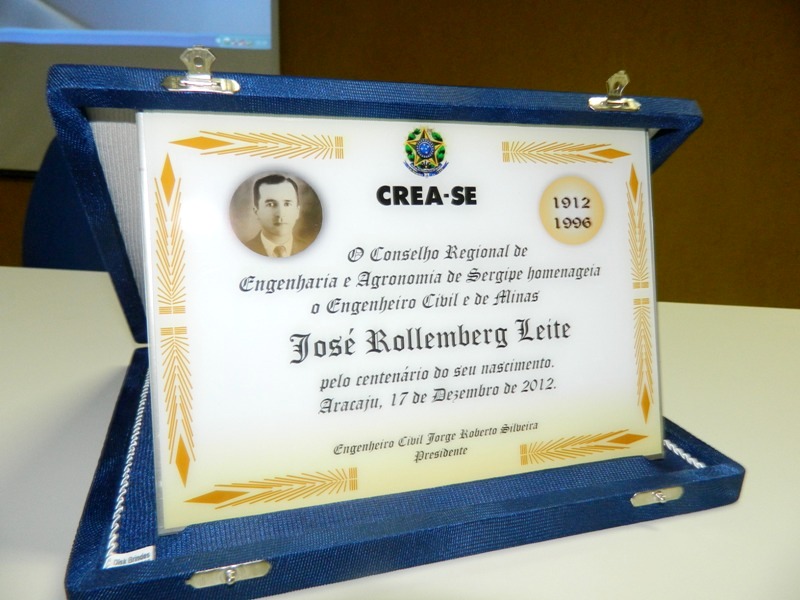 CREA-SE
1912
1996
O Conselho Regional de
Engenharia e Agronomia de Sergipe homenageia
o Engenheiro Civil e de Minas
José Rollemberg Leite
pelo centenário do seu nascimento.
Aracaju, 17 de Dezembro de 2012.
Engenheiro Civil Jorge Roberto Silveira
Presidente